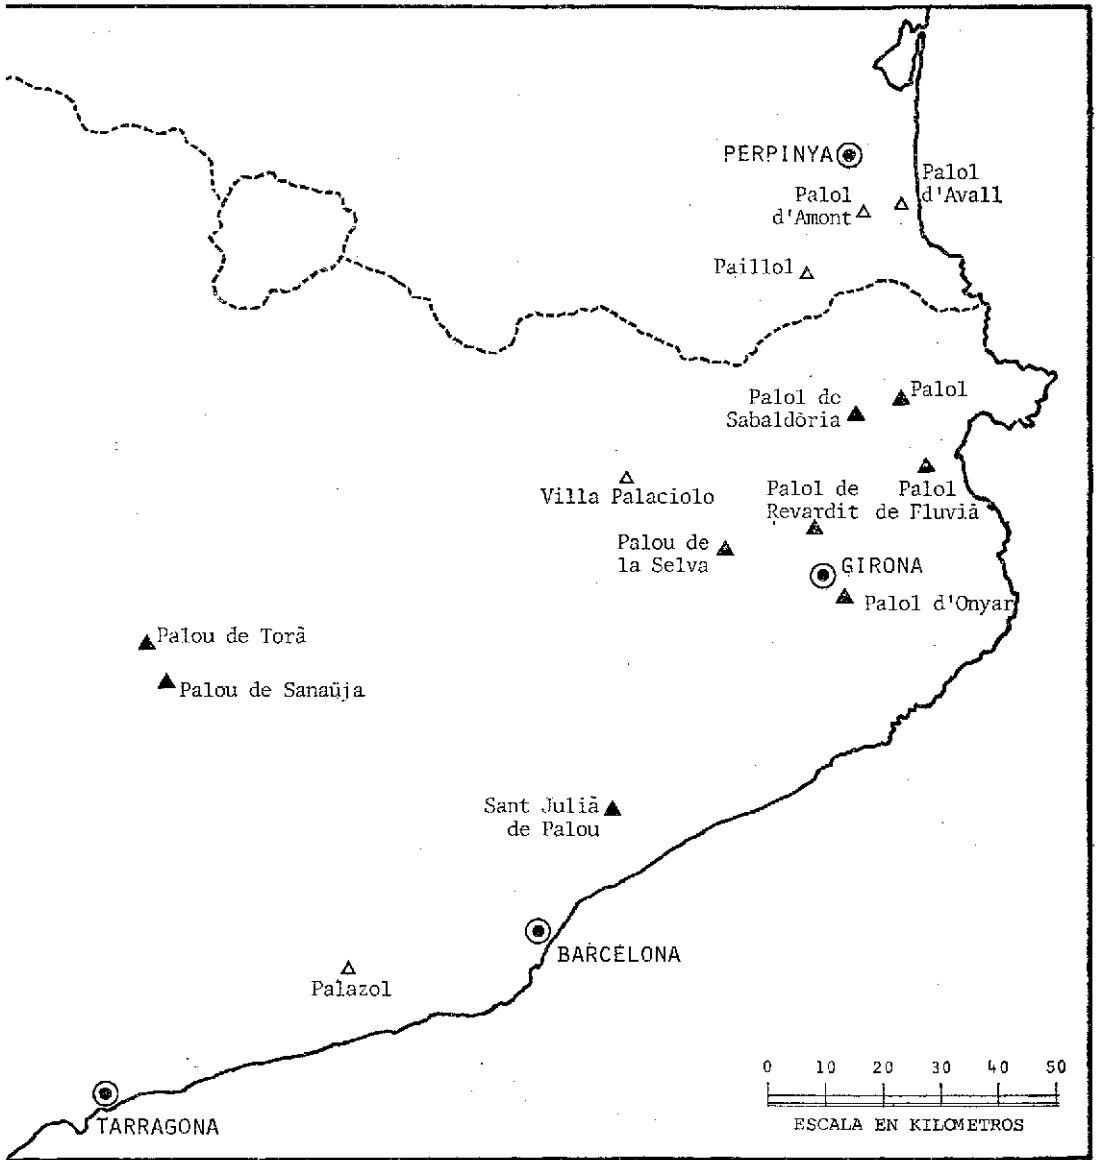 PERPINYA
Palol
d'Avall
Palol
d'Amont
Paillol
Palol de
Sabaldòria
Palol
Villa Palaciolo
Palol de
Revardit
Palol
de Fluvià
Palou de
la Selva
GIRONA
Palol d'Onyar
Palou de Torà
Palou de Sanaüja
Sant Julià
de Palou
BARCELONA
Palazol
TARRAGONA
0 10 20 30 40 50
ESCALA EN KILOMETROS